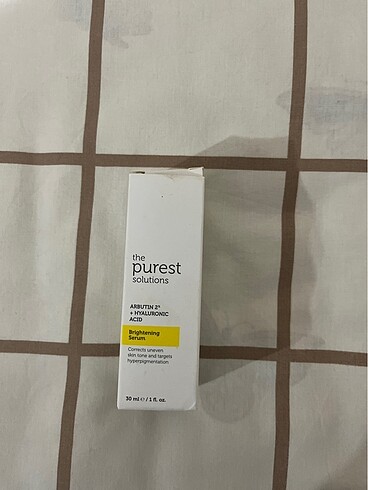 the
purest
solutions
ARBUTIN 2%
+ HYALURONIC
ACID
Brightening
Serum
Corrects uneven
skin tone and targets
hyperpigmentation
30 ml ℮ / 1 fl. oz.